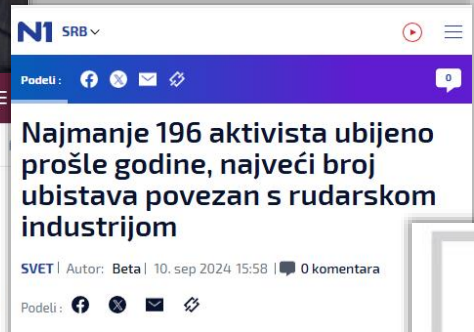 N1 SRB
Podeli :
0
Najmanje 196 aktivista ubijeno
prošle godine, najveći broj
ubistava povezan s rudarskom
industrijom
SVET | Autor: Beta | 10. sep 2024 15:58 | 0 komentara
Podeli :